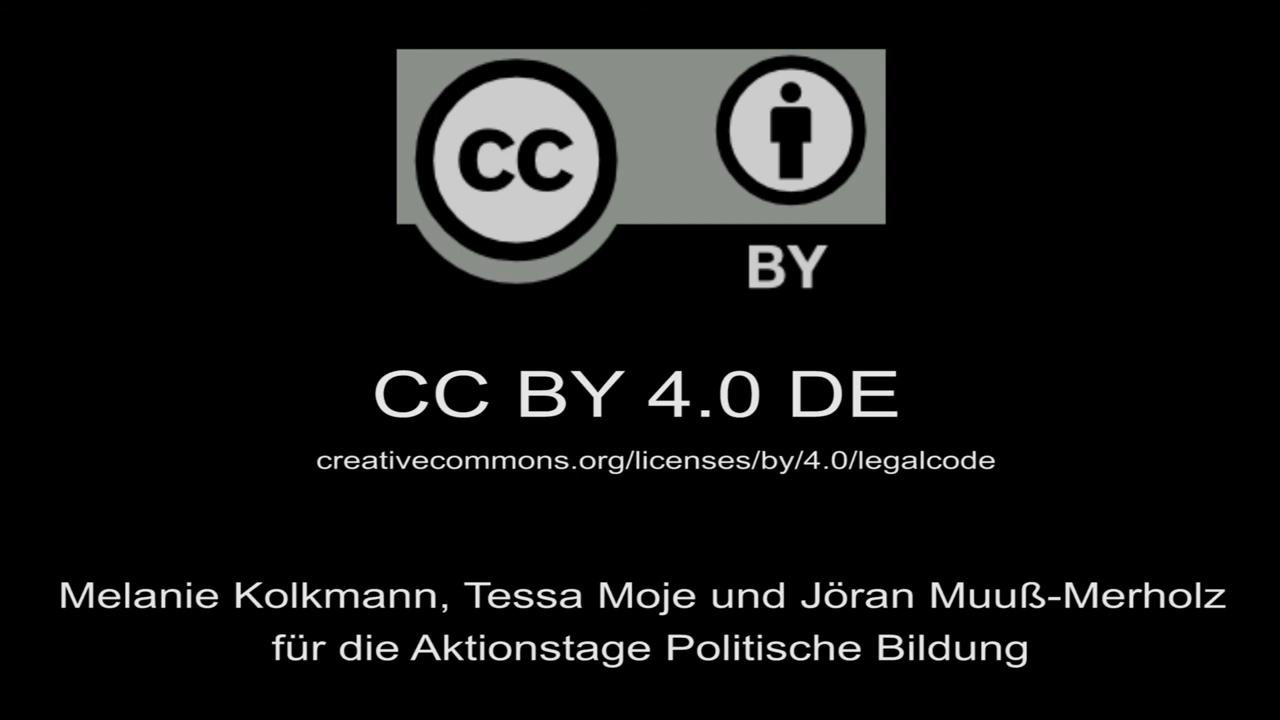 CC
BY
CC BY 4.0 DE
creativecommons.org/licenses/by/4.0/legalcode
Melanie Kolkmann, Tessa Moje und Jöran Muuß-Merholz
für die Aktionstage Politische Bildung